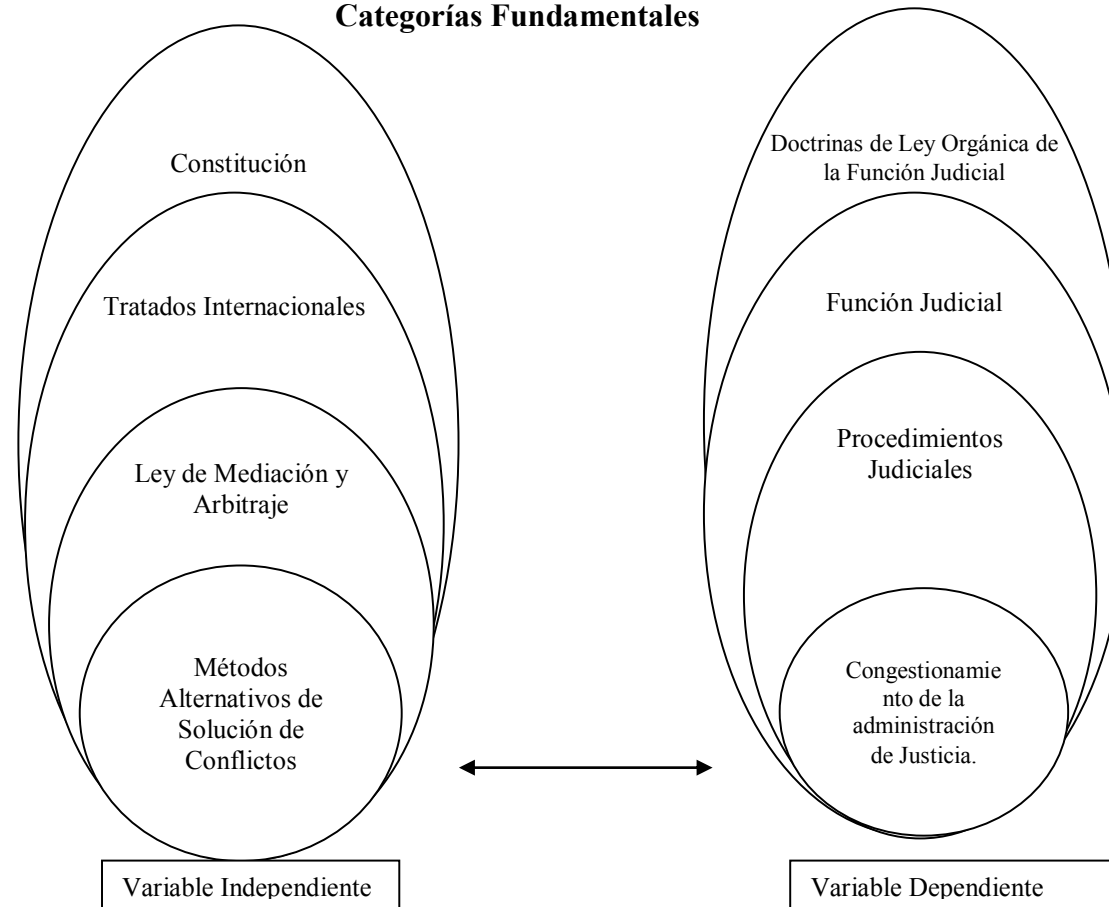 Categorías Fundamentales
Constitución
Tratados Internacionales
Ley de Mediación y
Arbitraje
Métodos
Alternativos de
Solución de
Conflictos
Variable Independiente
Doctrinas de Ley Orgánica de
la Función Judicial
Función Judicial
Procedimientos
Judiciales
Congestionamie
nto de la
administración
de Justicia.
Variable Dependiente